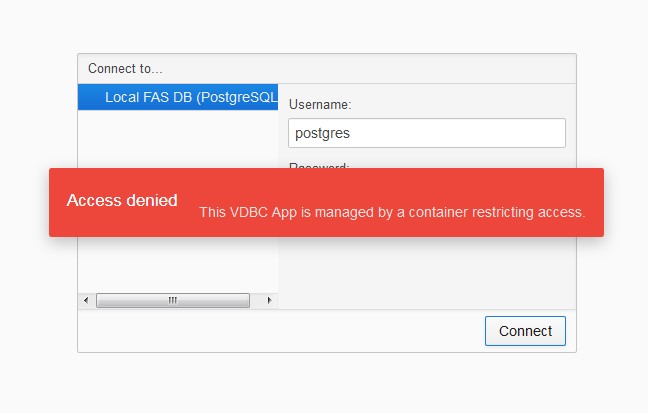 Connect to...
Local FAS DB (PostgreSQL
Username:
postgres
Password:
Access denied
This VDBC App is managed by a container restricting access.
Connect